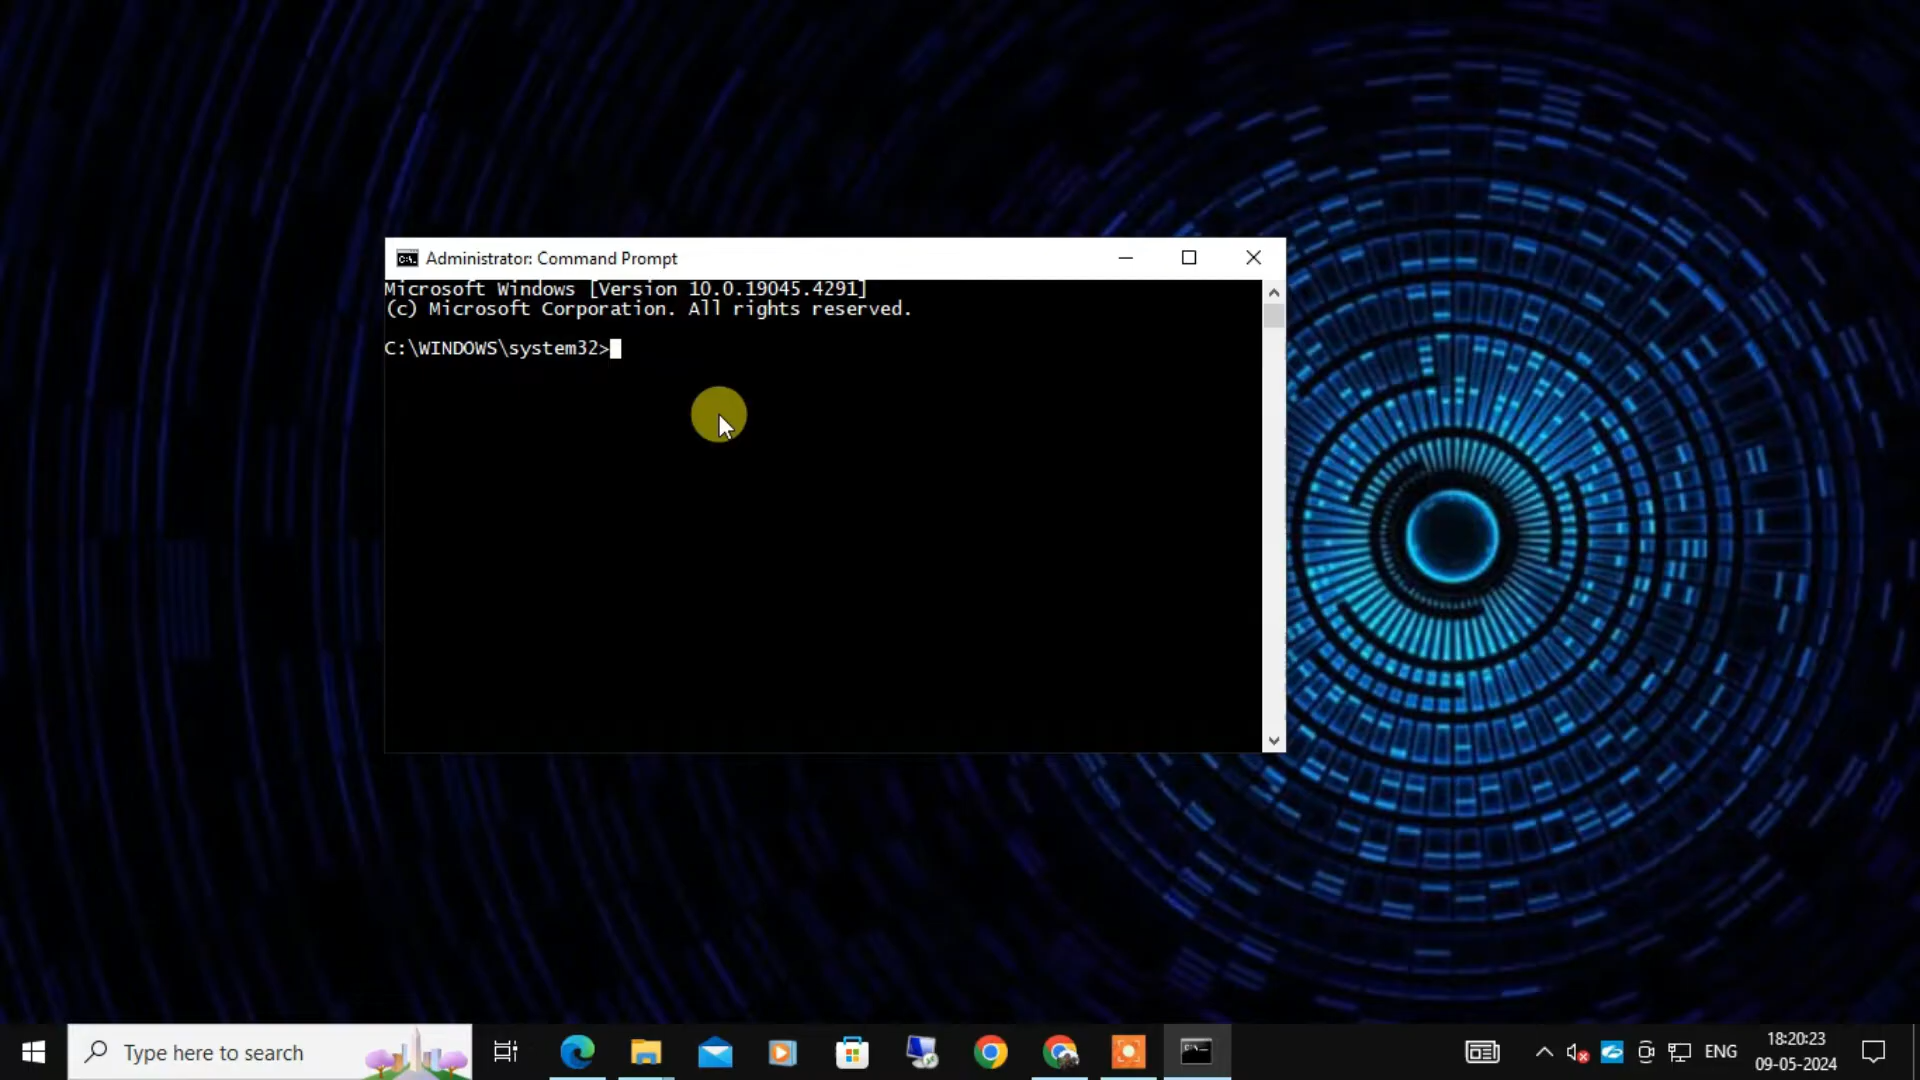 Administrator: Command Prompt
Microsoft Windows [Version 10.0.19045.4291]
(c) Microsoft Corporation. All rights reserved.
C:\WINDOWS\system32>
Type here to search
ENG
18:20:23
09-05-2024